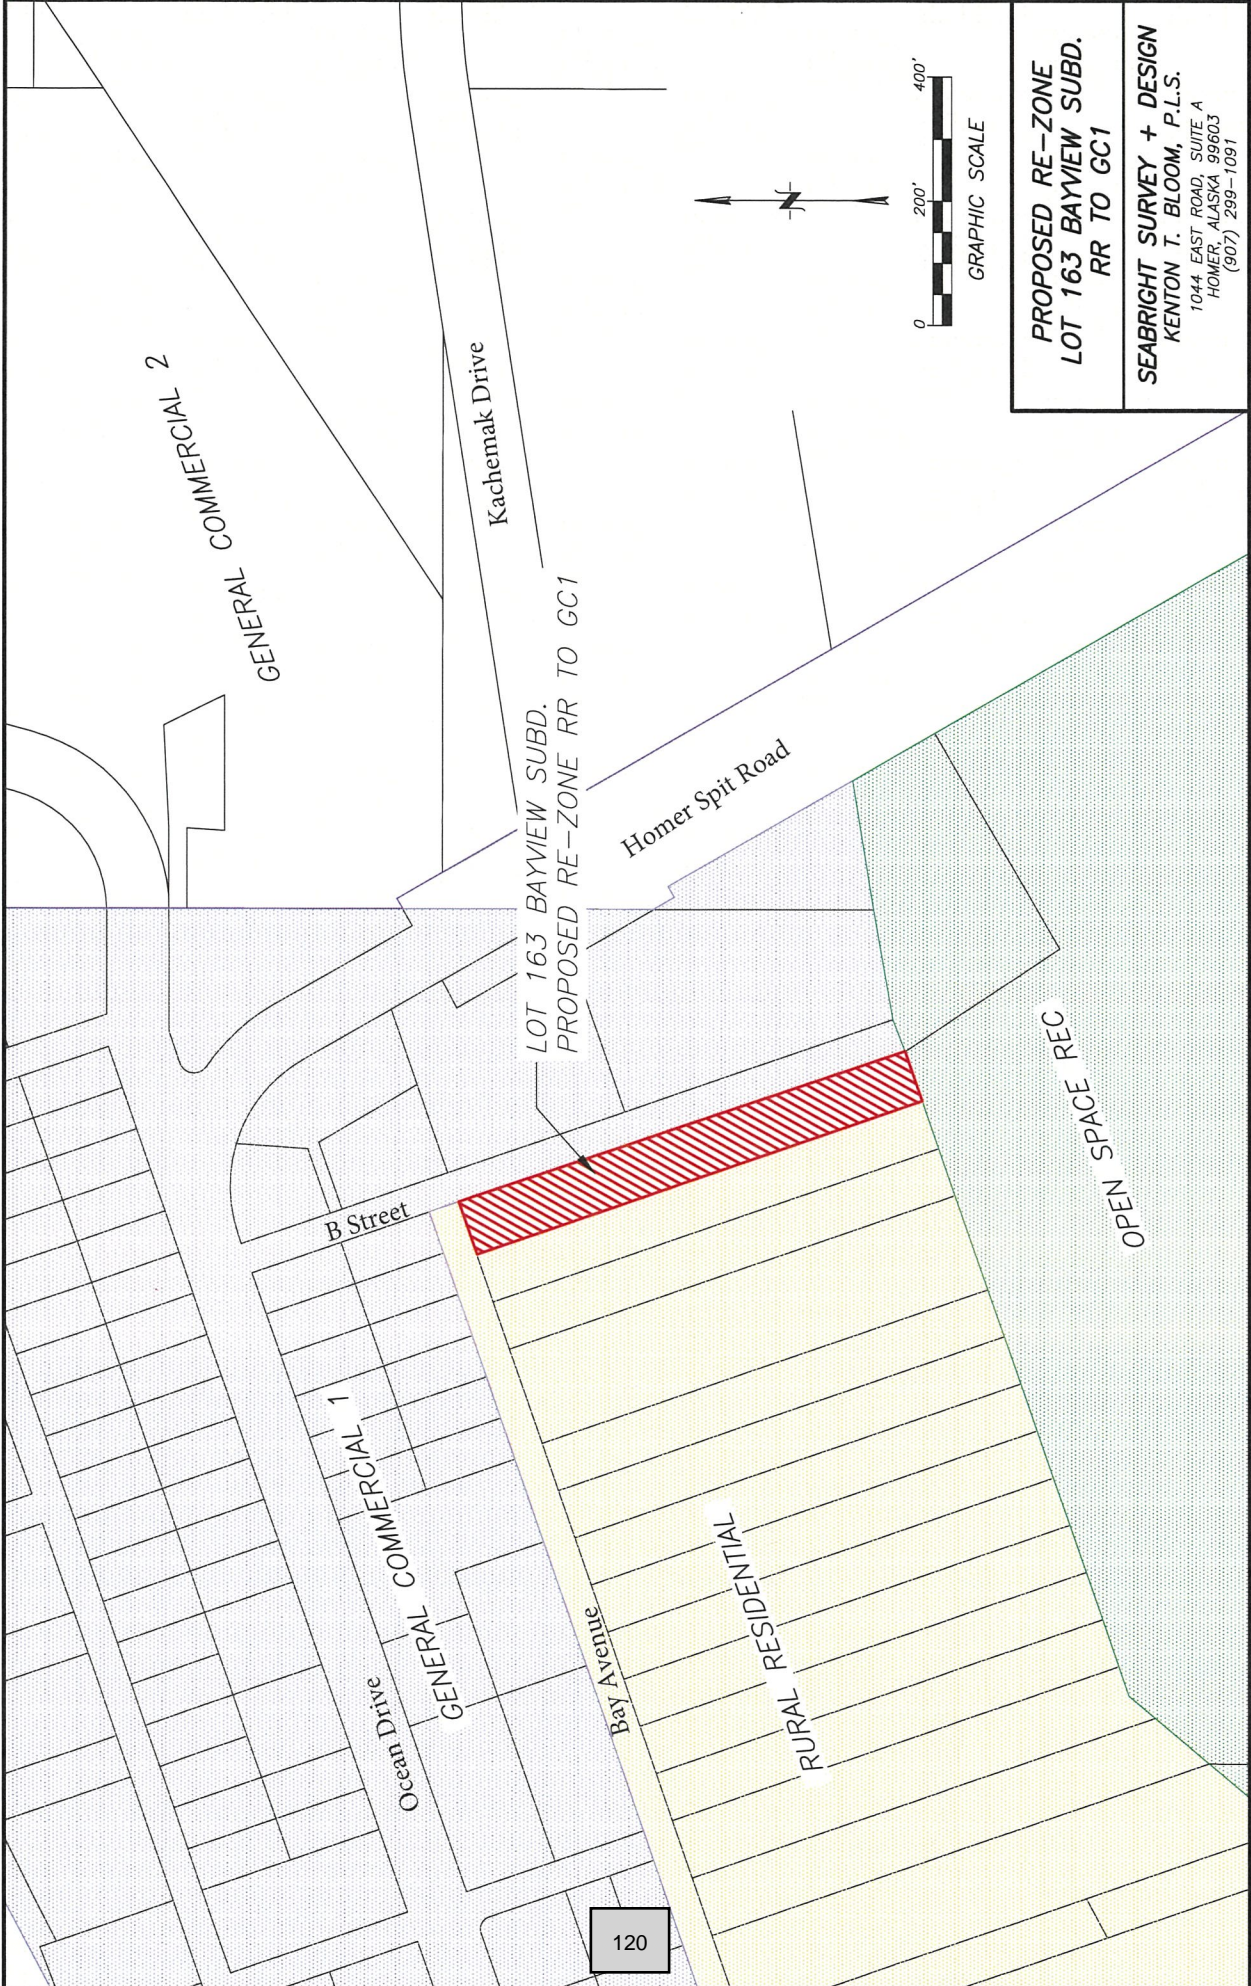 GENERAL COMMERCIAL 2
Kachemak Drive
LOT 163 BAYVIEW SUBD.
PROPOSED RE-ZONE RR TO GC1
Homer Spit Road
B Street
GENERAL COMMERCIAL 1
Ocean Drive
Bay Avenue
RURAL RESIDENTIAL
OPEN SPACE REC
N
0 200' 400'
GRAPHIC SCALE
PROPOSED RE-ZONE
LOT 163 BAYVIEW SUBD.
RR TO GC1
SEABRIGHT SURVEY + DESIGN
KENTON T. BLOOM, P.L.S.
1044 EAST ROAD, SUITE A
HOMER, ALASKA 99603
(907) 299-1091
120